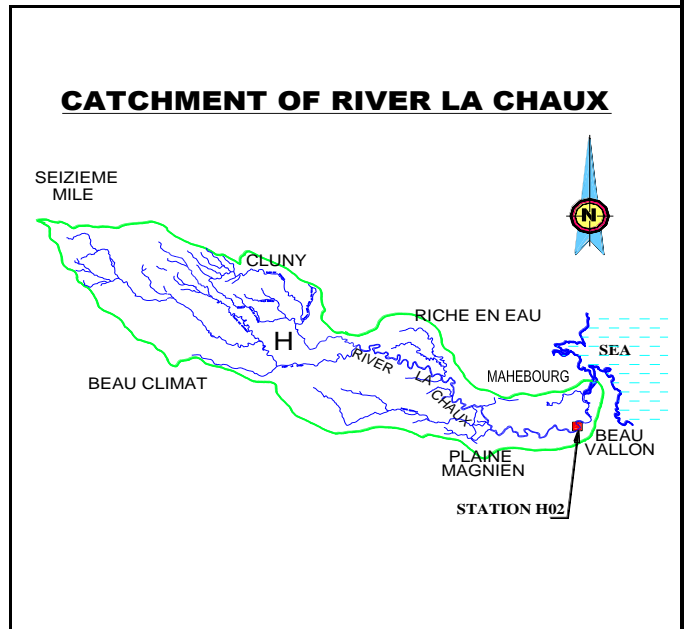 CATCHMENT OF RIVER LA CHAUX
SEIZIEME
MILE
N
CLUNY
RICHE EN EAU
H
RIVER
SEA
BEAU CLIMAT
MAHEBOURG
LA
CHAUX
BEAU
VALLON
PLAINE
MAGNIEN
STATION H02